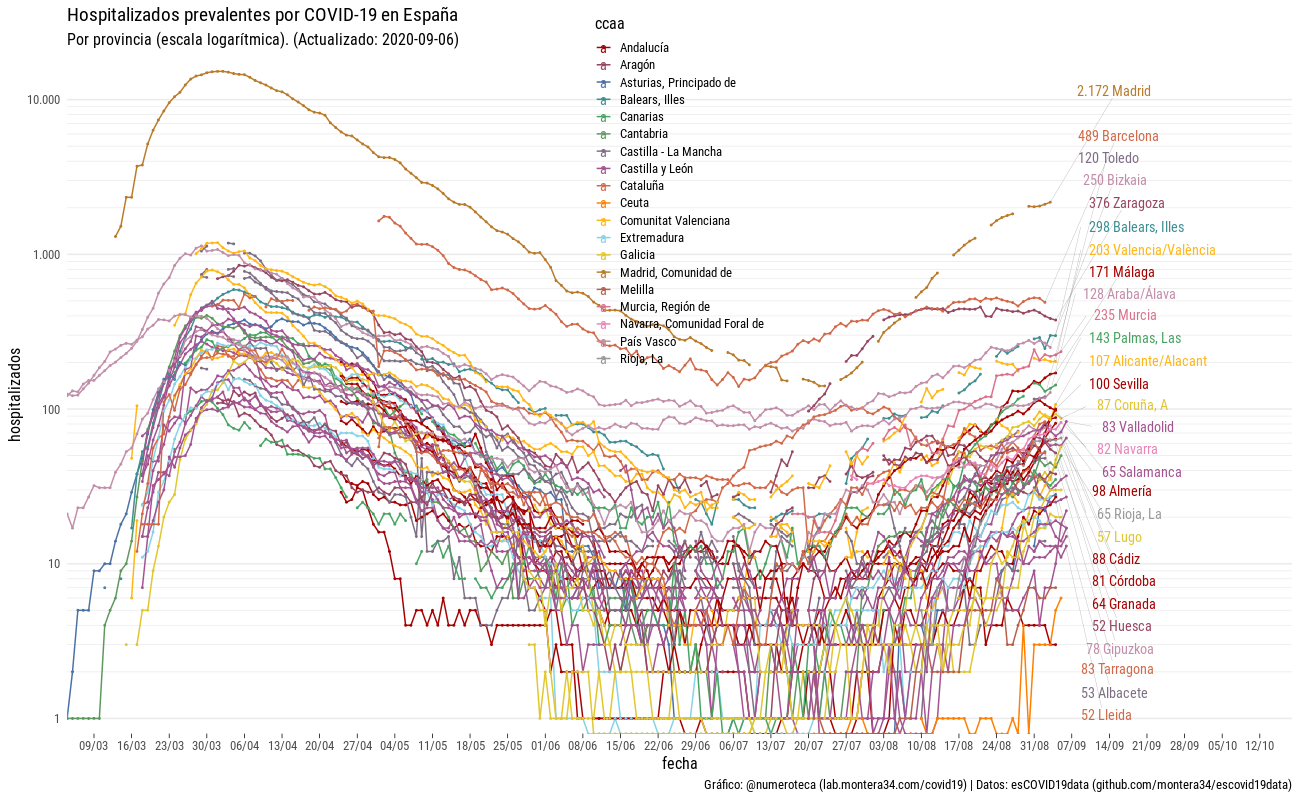 Hospitalizados prevalentes por COVID-19 en España
Por provincia (escala logarítmica). (Actualizado: 2020-09-06)
ccaa
Andalucía
Aragón
Asturias, Principado de
Balears, Illes
Canarias
Cantabria
Castilla - La Mancha
Castilla y León
Cataluña
Ceuta
Comunitat Valenciana
Extremadura
Galicia
Madrid, Comunidad de
Melilla
Murcia, Región de
Navarra, Comunidad Foral de
País Vasco
Rioja, La
hospitalizados
10.000
1.000
100
10
1
2.172 Madrid
489 Barcelona
120 Toledo
250 Bizkaia
376 Zaragoza
298 Balears, Illes
203 Valencia/València
171 Málaga
128 Araba/Álava
235 Murcia
143 Palmas, Las
107 Alicante/Alacant
100 Sevilla
87 Coruña, A
83 Valladolid
82 Navarra
65 Salamanca
98 Almería
65 Rioja, La
57 Lugo
88 Cádiz
81 Córdoba
64 Granada
52 Huesca
78 Gipuzkoa
83 Tarragona
53 Albacete
52 Lleida
09/03 16/03 23/03 30/03 06/04 13/04 20/04 27/04 04/05 11/05 18/05 25/05 01/06 08/06 15/06 22/06 29/06 06/07 13/07 20/07 27/07 03/08 10/08 17/08 24/08 31/08 07/09 14/09 21/09 28/09 05/10 12/10
fecha
Gráfico: @numeroteca (lab.montera34.com/covid19) | Datos: esCOVID19data (github.com/montera34/escovid19data)